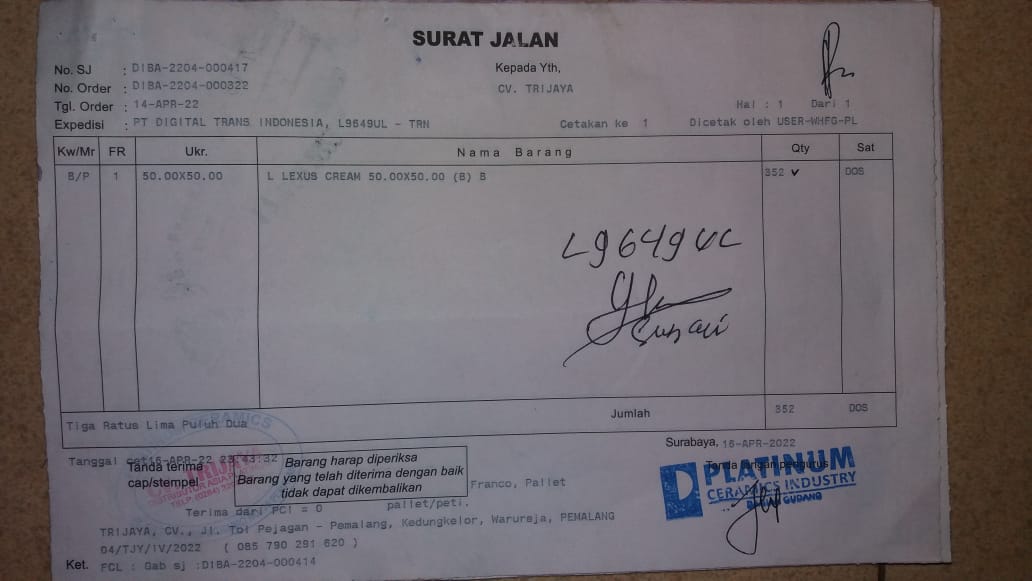 SURAT JALAN
No. SJ : DIBA-2204-000417
Kepada Yth,
No. Order : DIBA-2204-000322
CV. TRIJAYA
Tgl. Order : 14-APR-22
Hal : 1 Dari 1
Expedisi : PT DIGITAL TRANS INDONESIA, L9649UL - TRN
Cetakan ke 1 Dicetak oleh USER-WHFG-PL
Kw/Mr FR Ukr. Nama Barang Qty Sat
B/P 1 50.00X50.00 L LEXUS CREAM 50.00X50.00 (B) B 352 ✓ DOS
L9649UL
Jumlah 352 DOS
Tiga Ratus Lima Puluh Dua
CERAMICS
Surabaya, 16-APR-2022
Tanggal cet16-APR-22 23:43:32
Tanda terima
cap/stempel
Barang harap diperiksa
Barang yang telah diterima dengan baik
tidak dapat dikembalikan
TRIJAYA
Tanda tangan pengurus
PLATINUM
CERAMICS INDUSTRY
GUDANG
Franco, Pallet
Terima dari PCI = 0 pallet/peti.
TRIJAYA, CV., Jl. Tol Pejagan - Pemalang, Kedungkelor, Warureja, PEMALANG
04/TJY/IV/2022 ( 085 790 291 620 )
Ket. FCL : Gab sj :DIBA-2204-000414